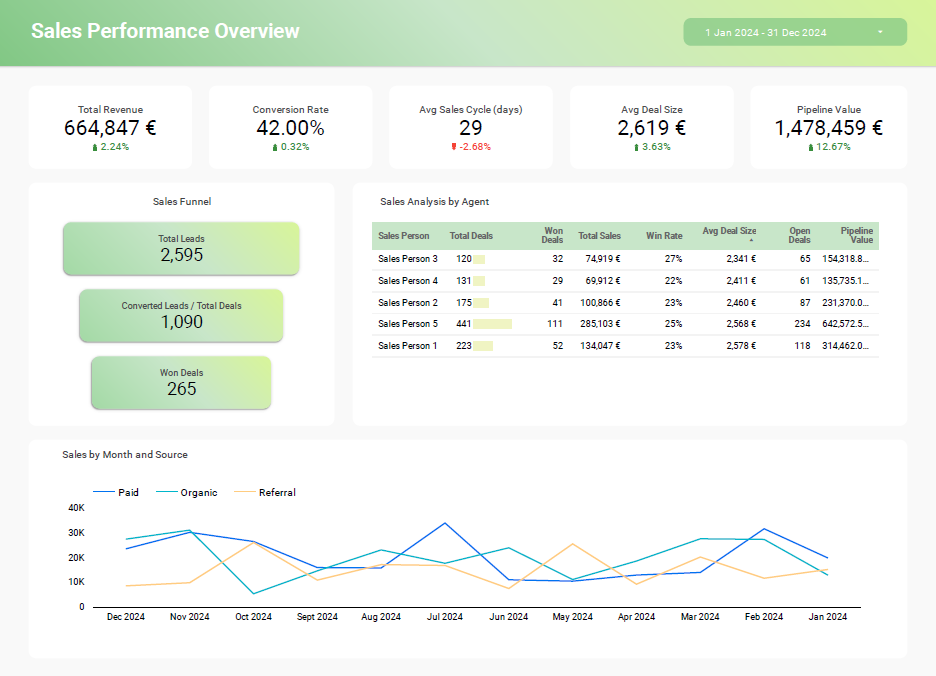 Sales Performance Overview
1 Jan 2024 - 31 Dec 2024
Total Revenue
664,847 €
2.24%
Conversion Rate
42.00%
0.32%
Avg Sales Cycle (days)
29
-2.68%
Avg Deal Size
2,619 €
3.63%
Pipeline Value
1,478,459 €
12.67%
Sales Funnel
Total Leads
2,595
Converted Leads / Total Deals
1,090
Won Deals
265
Sales Analysis by Agent
Sales Person Total Deals Won Deals Total Sales Win Rate Avg Deal Size Open Deals Pipeline Value
Sales Person 3 120 32 74,919 € 27% 2,341 € 65 154,318.8...
Sales Person 4 131 29 69,912 € 22% 2,411 € 61 135,735.1...
Sales Person 2 175 41 100,866 € 23% 2,460 € 87 231,370.0...
Sales Person 5 441 111 285,103 € 25% 2,568 € 234 642,572.5...
Sales Person 1 223 52 134,047 € 23% 2,578 € 118 314,462.0...
Sales by Month and Source
Paid Organic Referral
40K
30K
20K
10K
0
Dec 2024 Nov 2024 Oct 2024 Sept 2024 Aug 2024 Jul 2024 Jun 2024 May 2024 Apr 2024 Mar 2024 Feb 2024 Jan 2024